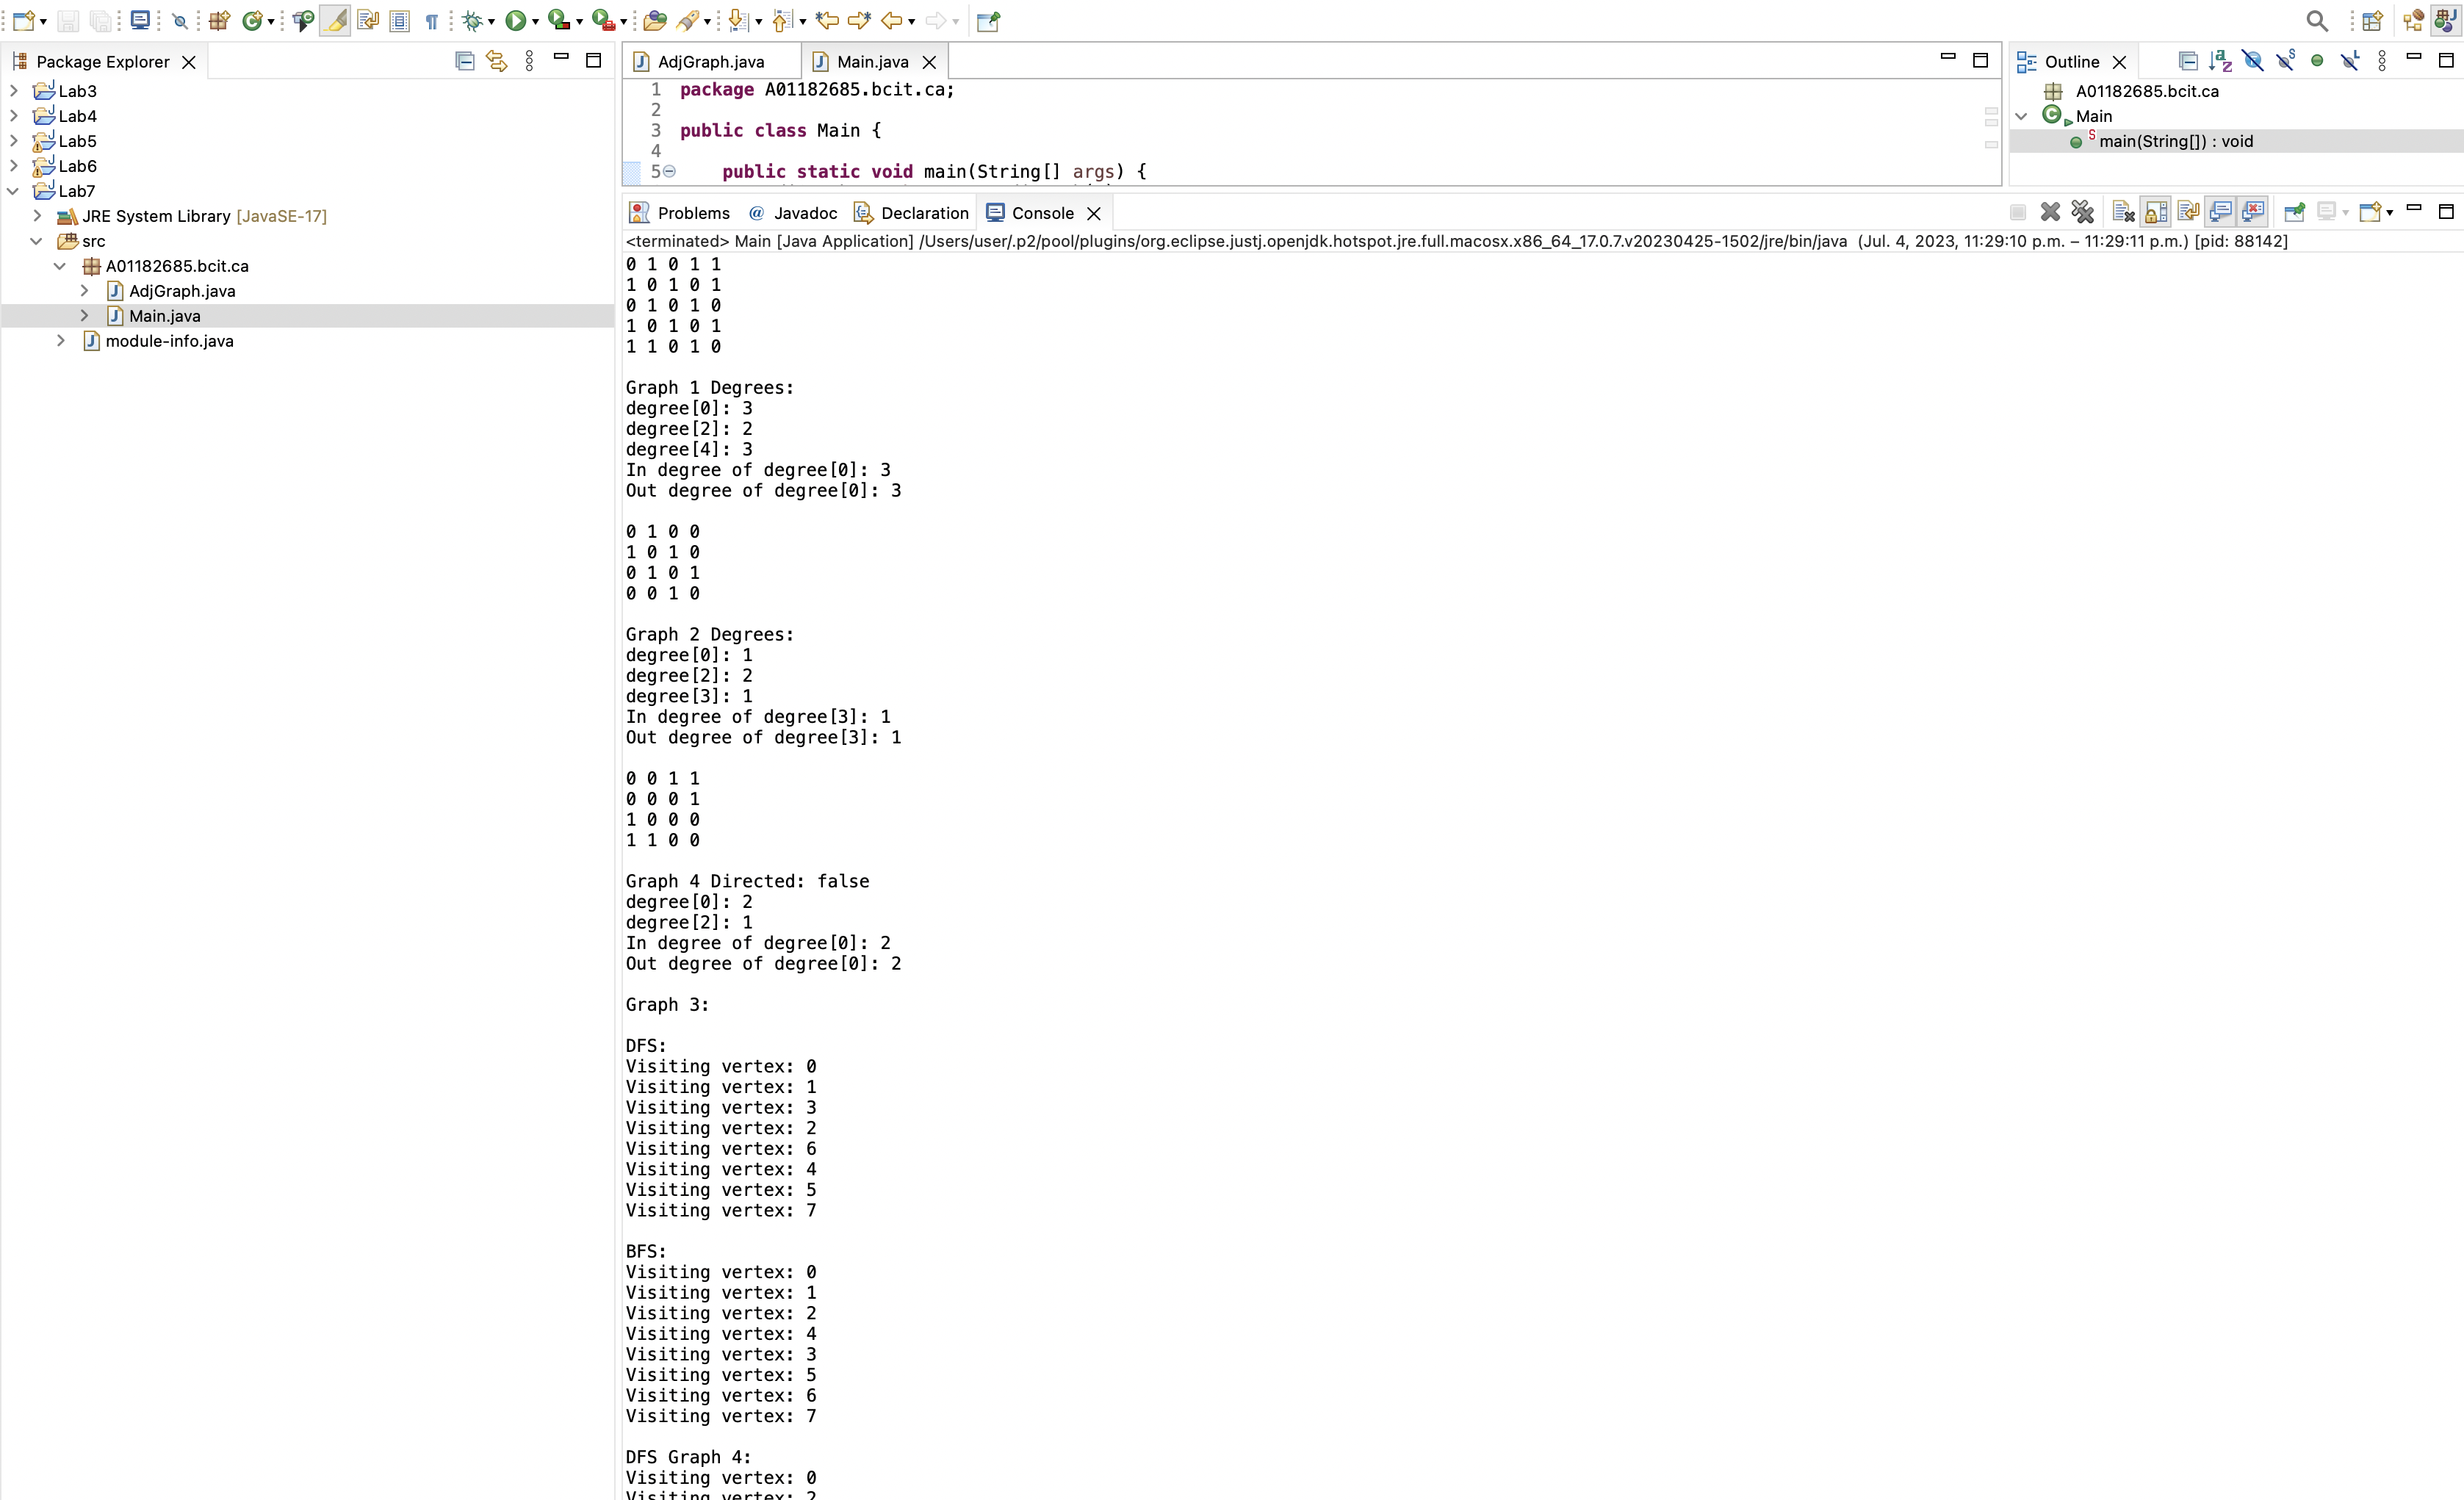 Package Explorer
Lab3
Lab4
Lab5
Lab6
Lab7
JRE System Library [JavaSE-17]
src
A01182685.bcit.ca
AdjGraph.java
Main.java
module-info.java
AdjGraph.java
Main.java
1 package A01182685.bcit.ca;
2
3 public class Main {
4
5 public static void main(String[] args) {
Outline
A01182685.bcit.ca
Main
main(String[]) : void
Problems
Javadoc
Declaration
Console
<terminated> Main [Java Application] /Users/user/.p2/pool/plugins/org.eclipse.justj.openjdk.hotspot.jre.full.macosx.x86_64_17.0.7.v20230425-1502/jre/bin/java (Jul. 4, 2023, 11:29:10 p.m. – 11:29:11 p.m.) [pid: 88142]
0 1 0 1 1
1 0 1 0 1
0 1 0 1 0
1 0 1 0 1
1 1 0 1 0
Graph 1 Degrees:
degree[0]: 3
degree[2]: 2
degree[4]: 3
In degree of degree[0]: 3
Out degree of degree[0]: 3
0 1 0 0
1 0 1 0
0 1 0 1
0 0 1 0
Graph 2 Degrees:
degree[0]: 1
degree[2]: 2
degree[3]: 1
In degree of degree[3]: 1
Out degree of degree[3]: 1
0 0 1 1
0 0 0 1
1 0 0 0
1 1 0 0
Graph 4 Directed: false
degree[0]: 2
degree[2]: 1
In degree of degree[0]: 2
Out degree of degree[0]: 2
Graph 3:
DFS:
Visiting vertex: 0
Visiting vertex: 1
Visiting vertex: 3
Visiting vertex: 2
Visiting vertex: 6
Visiting vertex: 4
Visiting vertex: 5
Visiting vertex: 7
BFS:
Visiting vertex: 0
Visiting vertex: 1
Visiting vertex: 2
Visiting vertex: 4
Visiting vertex: 3
Visiting vertex: 5
Visiting vertex: 6
Visiting vertex: 7
DFS Graph 4:
Visiting vertex: 0
Visiting vertex: 2